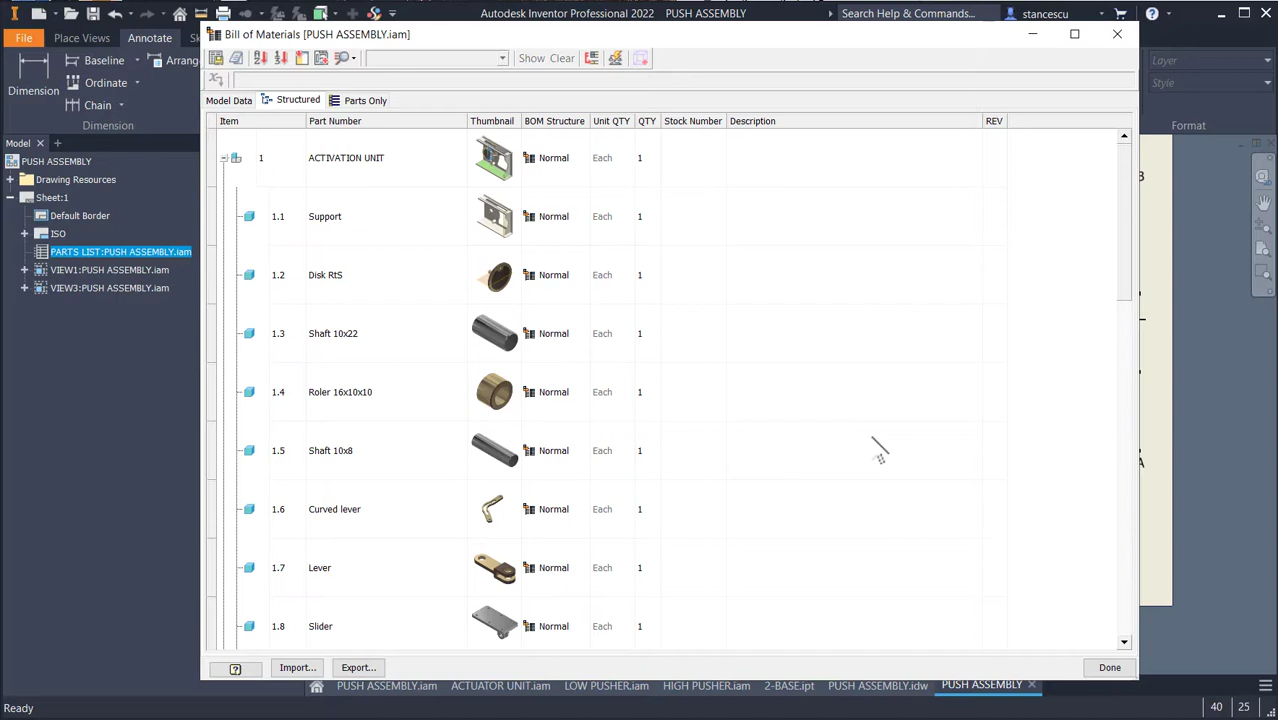 Autodesk Inventor Professional 2022 PUSH ASSEMBLY
Search Help & Commands...
stancescu
File Place Views Annotate
Bill of Materials [PUSH ASSEMBLY.iam]
Dimension
Baseline
Arrang
Ordinate
Chain
Dimension
Show Clear
Layer
Style
Format
Model Data Structured Parts Only
Model
Item Part Number Thumbnail BOM Structure Unit QTY QTY Stock Number Description REV
1 ACTIVATION UNIT Normal Each 1
1.1 Support Normal Each 1
1.2 Disk RtS Normal Each 1
1.3 Shaft 10x22 Normal Each 1
1.4 Roler 16x10x10 Normal Each 1
1.5 Shaft 10x8 Normal Each 1
1.6 Curved lever Normal Each 1
1.7 Lever Normal Each 1
1.8 Slider Normal Each 1
PUSH ASSEMBLY
Drawing Resources
Sheet:1
Default Border
ISO
PARTS LIST:PUSH ASSEMBLY.iam
VIEW1:PUSH ASSEMBLY.iam
VIEW3:PUSH ASSEMBLY.iam
B
A
Import... Export... Done
PUSH ASSEMBLY.iam ACTUATOR UNIT.iam LOW PUSHER.iam HIGH PUSHER.iam 2-BASE.ipt PUSH ASSEMBLY.idw PUSH ASSEMBLY
Ready
40 25